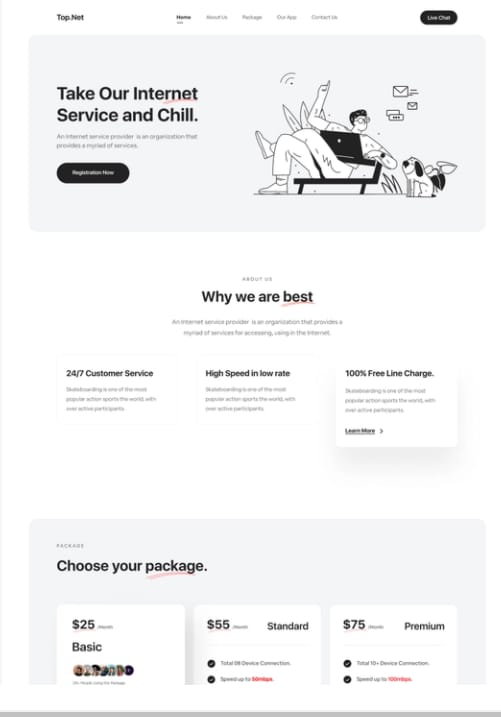 Top.Net
Home About Us Package Our App Contact Us
Live Chat
Take Our Internet
Service and Chill.
An Internet service provider is an organization that
provides a myriad of services.
Registration Now
ABOUT US
Why we are best
An Internet service provider is an organization that provides a
myriad of services for accessing, using in the Internet.
24/7 Customer Service
Skateboarding is one of the most
popular action sports the world, with
over active participants.
High Speed in low rate
Skateboarding is one of the most
popular action sports the world, with
over active participants.
100% Free Line Charge.
Skateboarding is one of the most
popular action sports the world, with
over active participants.
Learn More
PACKAGE
Choose your package.
$25 /Month
Basic
People Using this Package
$55 /Month Standard
Total 08 Device Connection.
Speed up to 50mbps.
$75 /Month Premium
Total 10+ Device Connection.
Speed up to 100mbps.